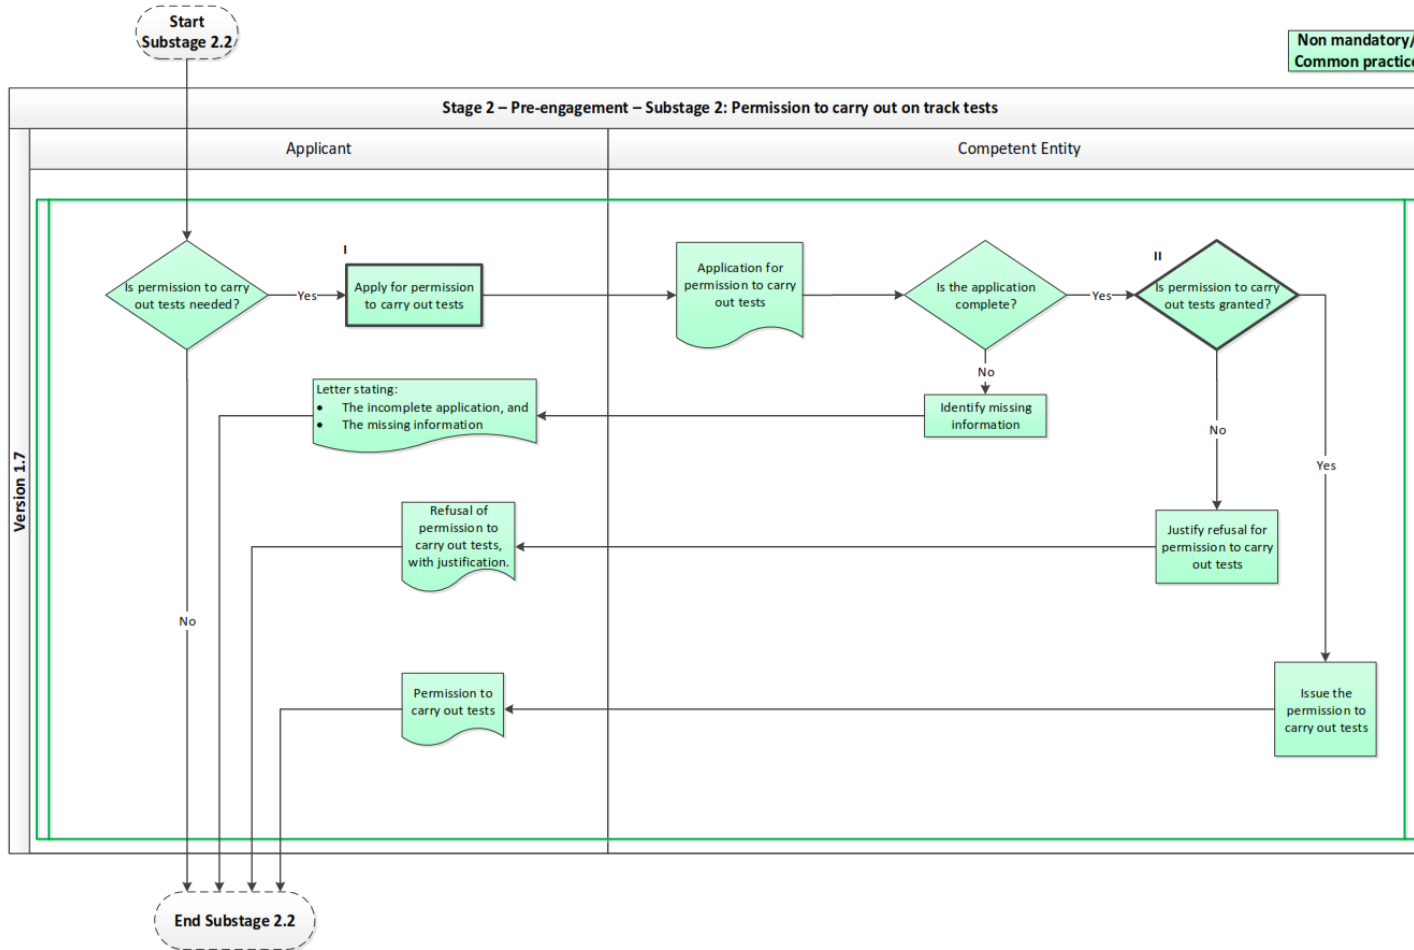 Start
Substage 2.2
Non mandatory/
Common practice
Stage 2 – Pre-engagement – Substage 2: Permission to carry out on track tests
Applicant
Competent Entity
Version 1.7
Is permission to carry
out tests needed?
Yes
I
Apply for permission
to carry out tests
Application for
permission to carry
out tests
Is the application
complete?
Yes
II
Is permission to carry
out tests granted?
No
Letter stating:
• The incomplete application, and
• The missing information
Identify missing
information
No
Yes
Refusal of
permission to
carry out tests,
with justification.
Justify refusal for
permission to carry
out tests
No
Permission to
carry out tests
Issue the
permission to
carry out tests
End Substage 2.2